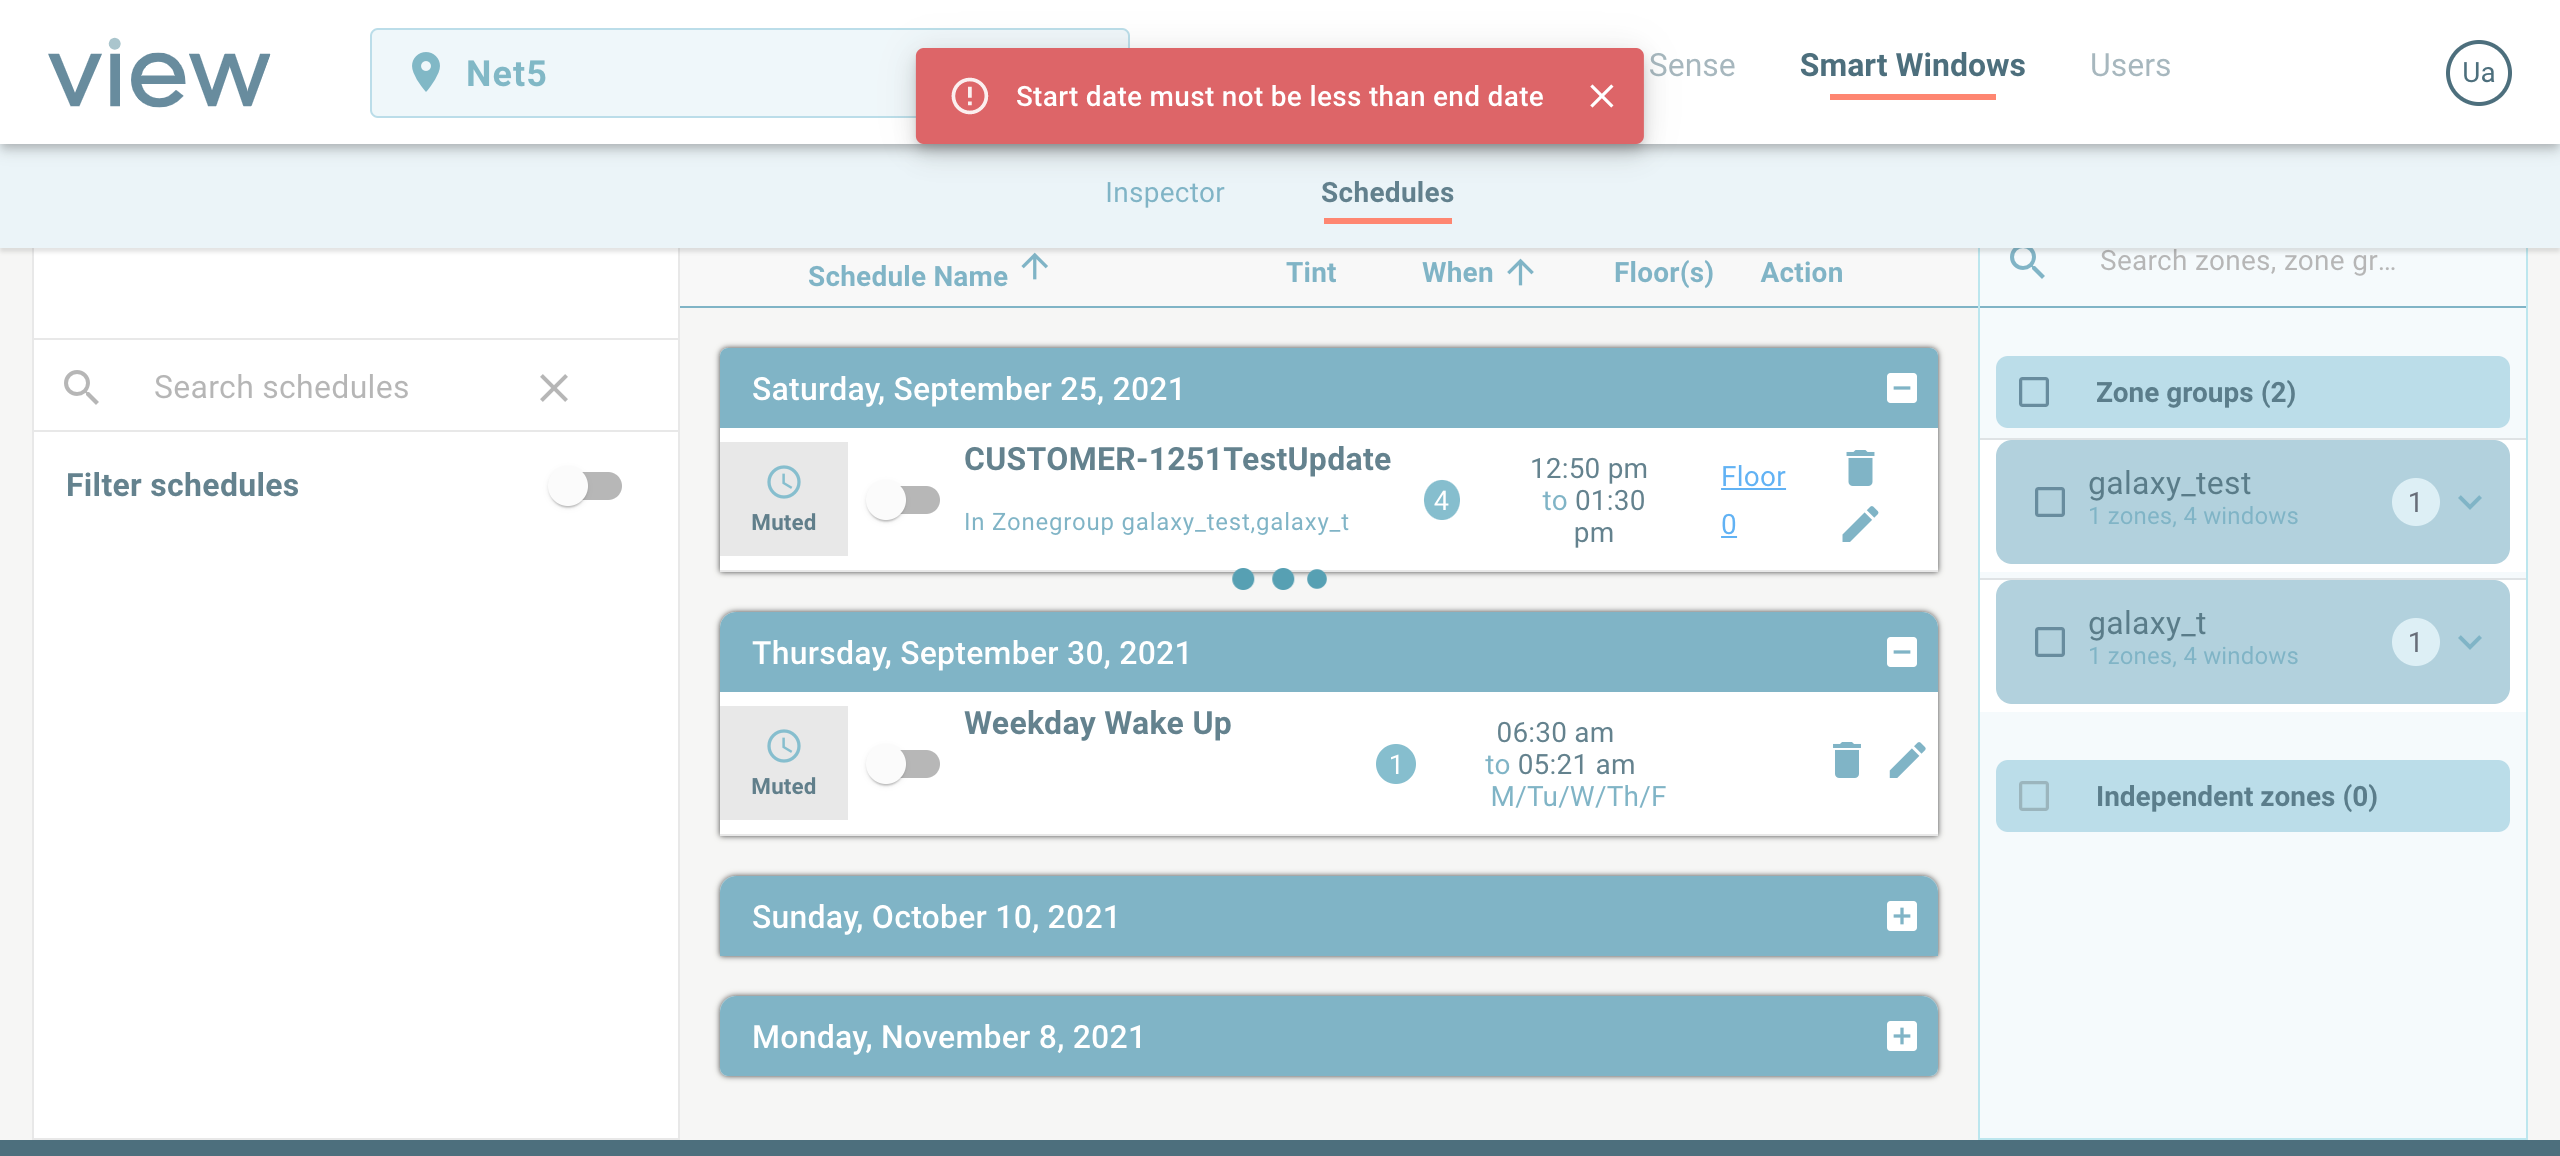 view
Net5
Start date must not be less than end date
Sense
Smart Windows
Users
Ua
Inspector
Schedules
Schedule Name
Tint
When
Floor(s)
Action
Search zones, zone gr...
Search schedules
Filter schedules
Saturday, September 25, 2021
Muted
CUSTOMER-1251TestUpdate
In Zonegroup galaxy_test,galaxy_t
4
12:50 pm
to 01:30
pm
Floor
0
Thursday, September 30, 2021
Muted
Weekday Wake Up
1
06:30 am
to 05:21 am
M/Tu/W/Th/F
Sunday, October 10, 2021
Monday, November 8, 2021
Zone groups (2)
galaxy_test
1 zones, 4 windows
1
galaxy_t
1 zones, 4 windows
1
Independent zones (0)